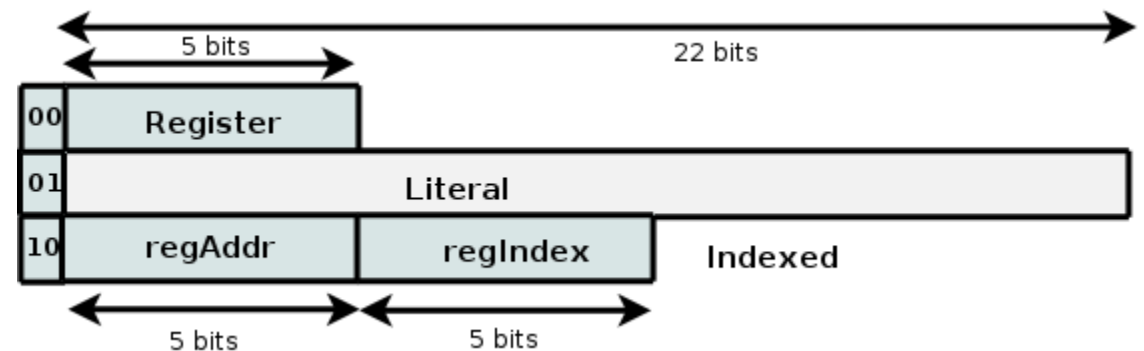 5 bits
22 bits
00 Register
01 Literal
10 regAddr regIndex Indexed
5 bits 5 bits